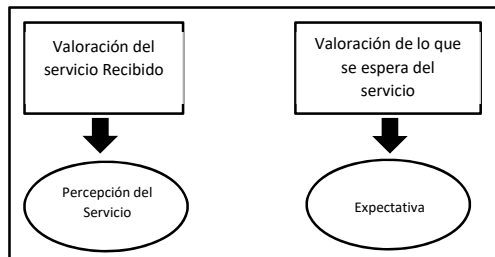 Valoración del
servicio Recibido
Valoración de lo que
se espera del
servicio
Percepción del
Servicio
Expectativa